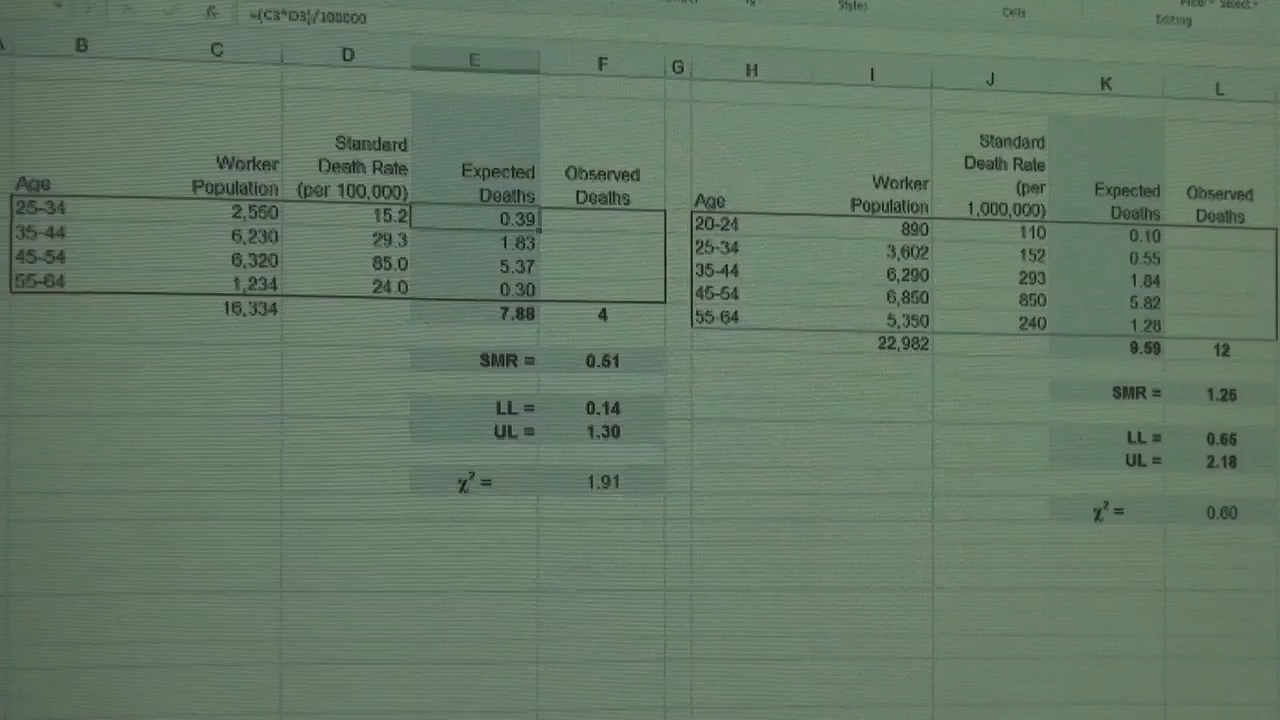 =(C3*D3)/100000
Cells
Editing
A B C D E F G H I J K L
Age Worker Population Standard Death Rate (per 100,000) Expected Deaths Observed Deaths
25-34 2,560 15.2 0.39
35-44 6,230 29.3 1.83
45-54 6,320 85.0 5.37
55-64 1,234 24.0 0.30
16,334 7.88 4
SMR = 0.51
LL = 0.14
UL = 1.30
χ² = 1.91
Age Worker Population Standard Death Rate (per 1,000,000) Expected Deaths Observed Deaths
20-24 890 110 0.10
25-34 3,602 152 0.55
35-44 6,290 293 1.84
45-54 6,850 850 5.82
55-64 5,350 240 1.28
22,982 9.59 12
SMR = 1.25
LL = 0.65
UL = 2.18
χ² = 0.60